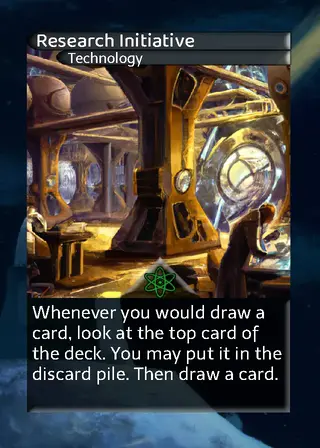 Research Initiative
Technology
Whenever you would draw a
card, look at the top card of
the deck. You may put it in the
discard pile. Then draw a card.